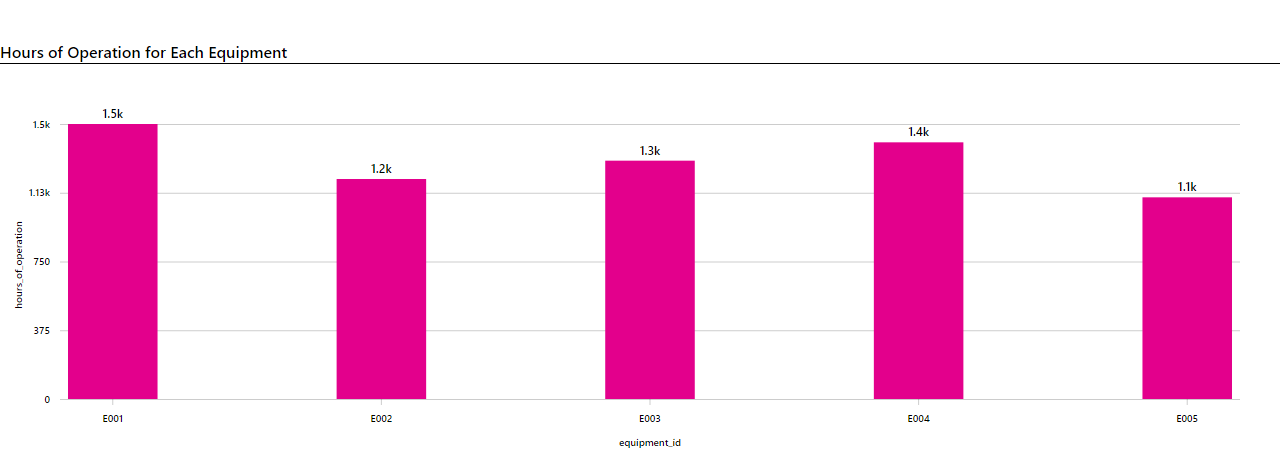 Hours of Operation for Each Equipment
1.5k
1.2k
1.3k
1.4k
1.1k
1.5k
1.13k
750
375
0
hours_of_operation
E001
E002
E003
E004
E005
equipment_id